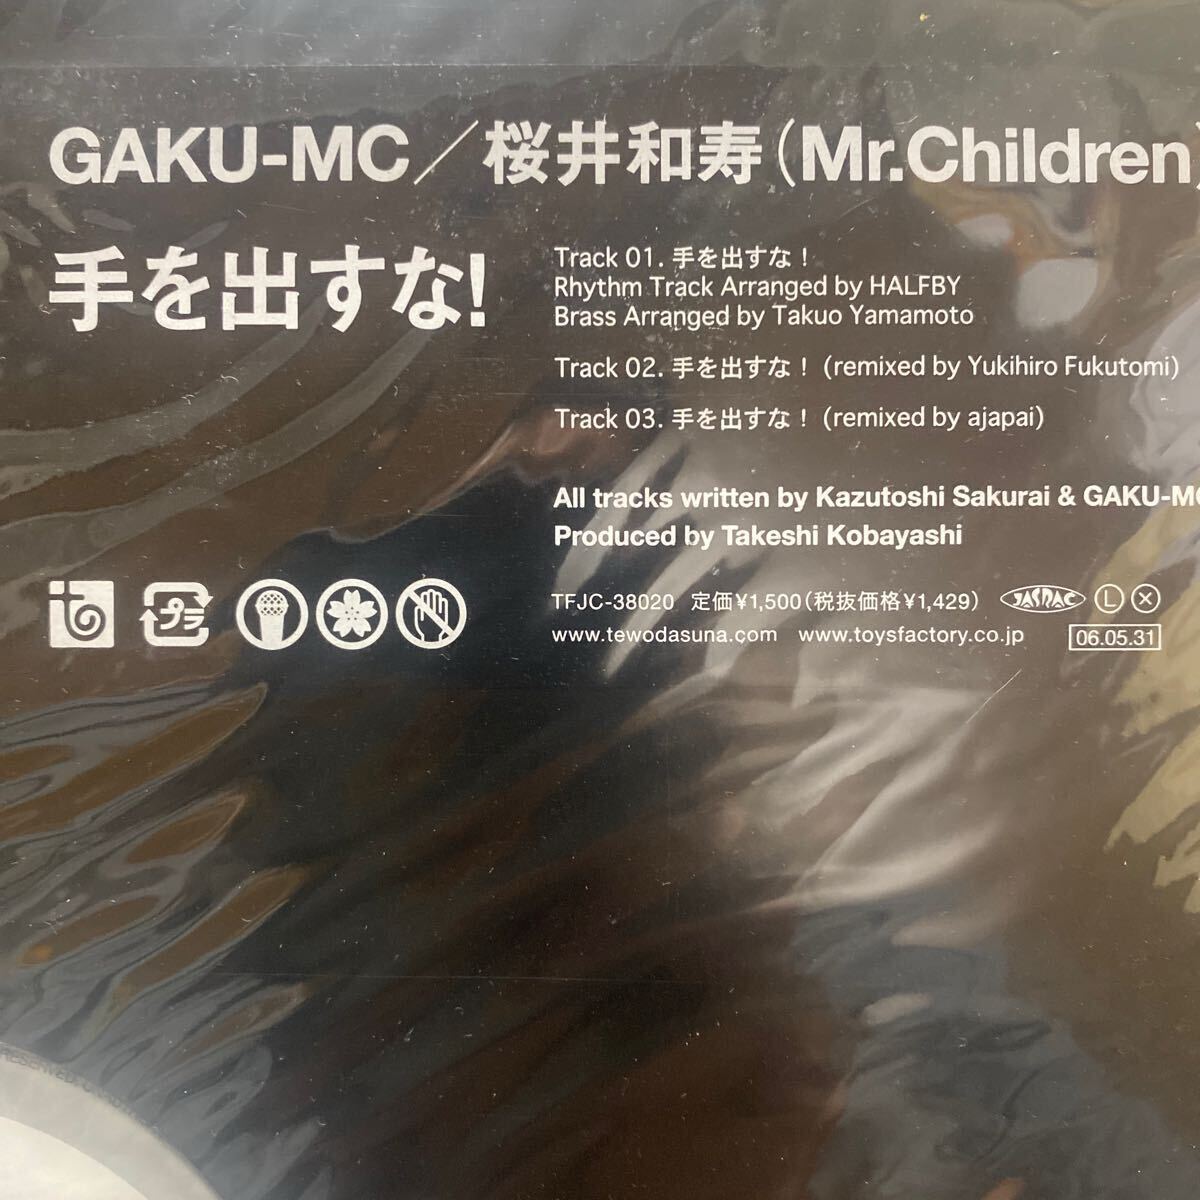 GAKU-MC／桜井和寿(Mr.Children)
手を出すな!
Track 01. 手を出すな！
Rhythm Track Arranged by HALFBY
Brass Arranged by Takuo Yamamoto
Track 02. 手を出すな！ (remixed by Yukihiro Fukutomi)
Track 03. 手を出すな！ (remixed by ajapai)
All tracks written by Kazutoshi Sakurai & GAKU-MC
Produced by Takeshi Kobayashi
プラ
TFJC-38020 定価¥1,500（税抜価格¥1,429） JASRAC L X
www.tewodasuna.com www.toysfactory.co.jp 06.05.31